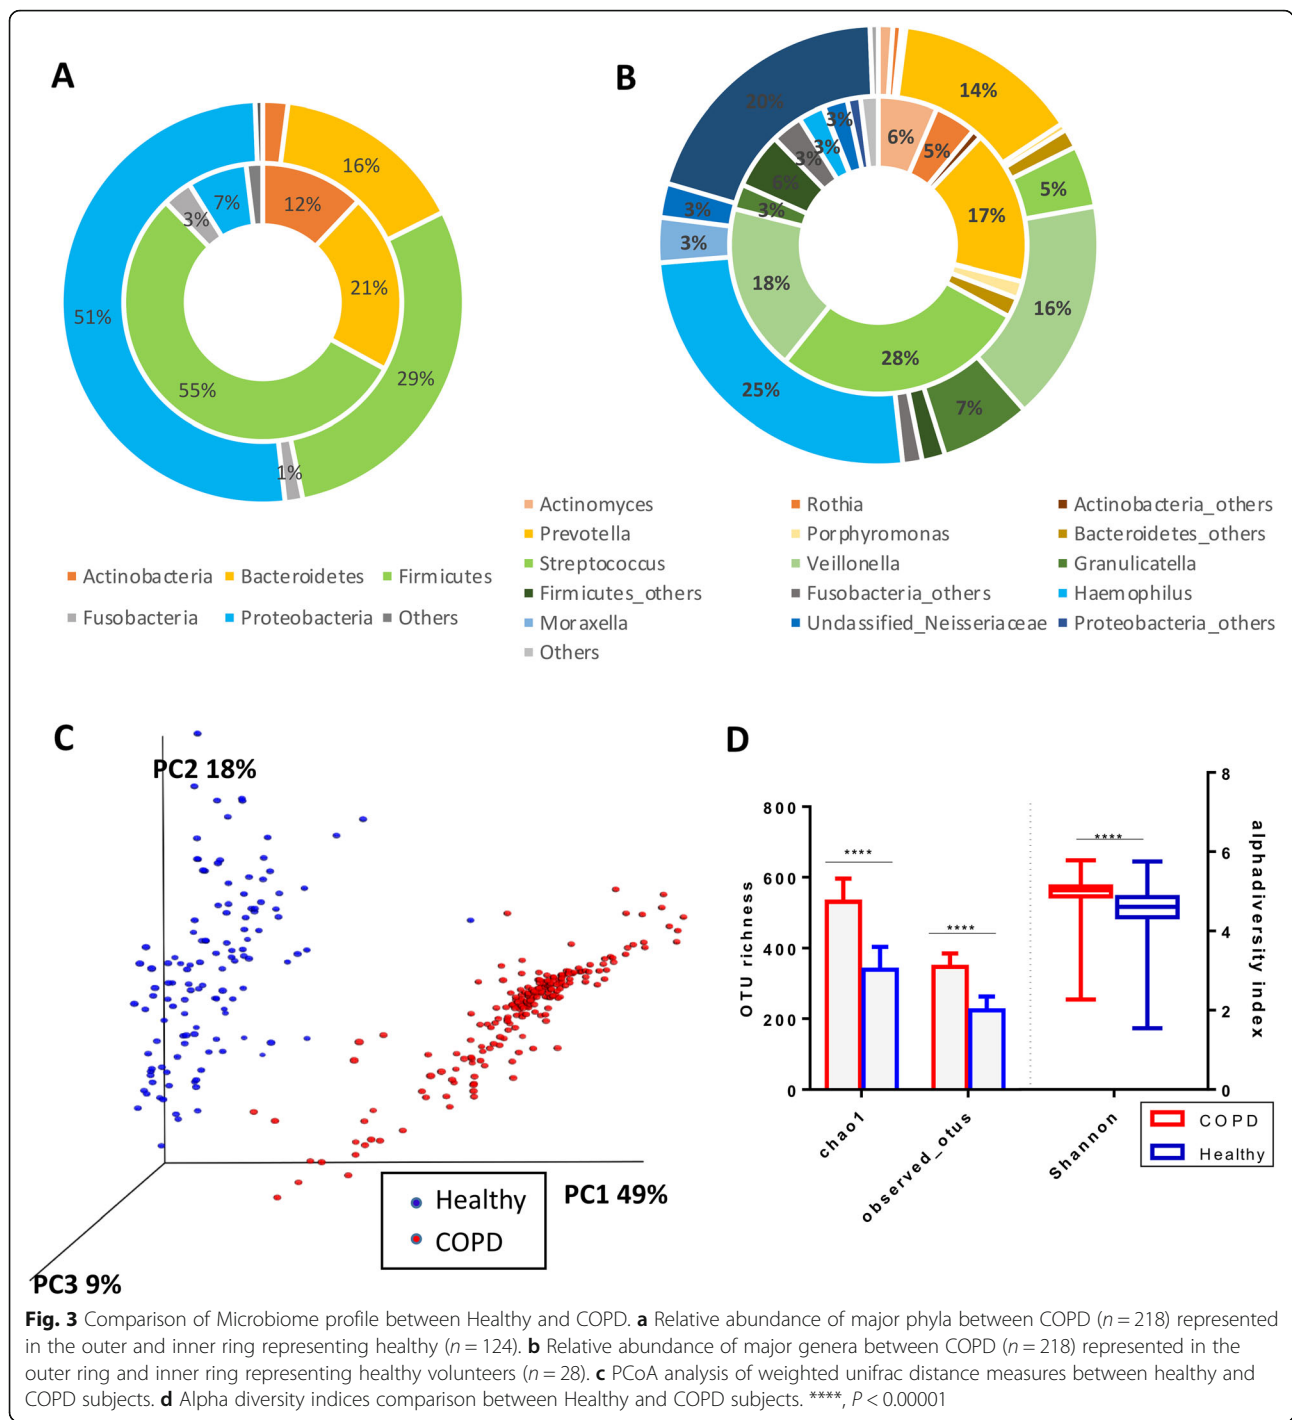 A
16%
12%
7%
3%
21%
51%
29%
55%
1%
Actinobacteria Bacteroidetes Firmicutes
Fusobacteria Proteobacteria Others
B
20%
14%
3%
6%
5%
3%
3%
6%
5%
17%
3%
3%
3%
18%
16%
28%
25%
7%
Actinomyces Rothia Actinobacteria_others
Prevotella Porphyromonas Bacteroidetes_others
Streptococcus Veillonella Granulicatella
Firmicutes_others Fusobacteria_others Haemophilus
Moraxella Unclassified_Neisseriaceae Proteobacteria_others
Others
C
PC2 18%
PC1 49%
PC3 9%
Healthy
COPD
D
OTU richness
800
600
400
200
0
****
****
****
8
6
4
2
0
alphadiversity index
chao1
observed_otus
Shannon
COPD
Healthy
Fig. 3 Comparison of Microbiome profile between Healthy and COPD. a Relative abundance of major phyla between COPD (n = 218) represented
in the outer and inner ring representing healthy (n = 124). b Relative abundance of major genera between COPD (n = 218) represented in the
outer ring and inner ring representing healthy volunteers (n = 28). c PCoA analysis of weighted unifrac distance measures between healthy and
COPD subjects. d Alpha diversity indices comparison between Healthy and COPD subjects. ****, P < 0.00001